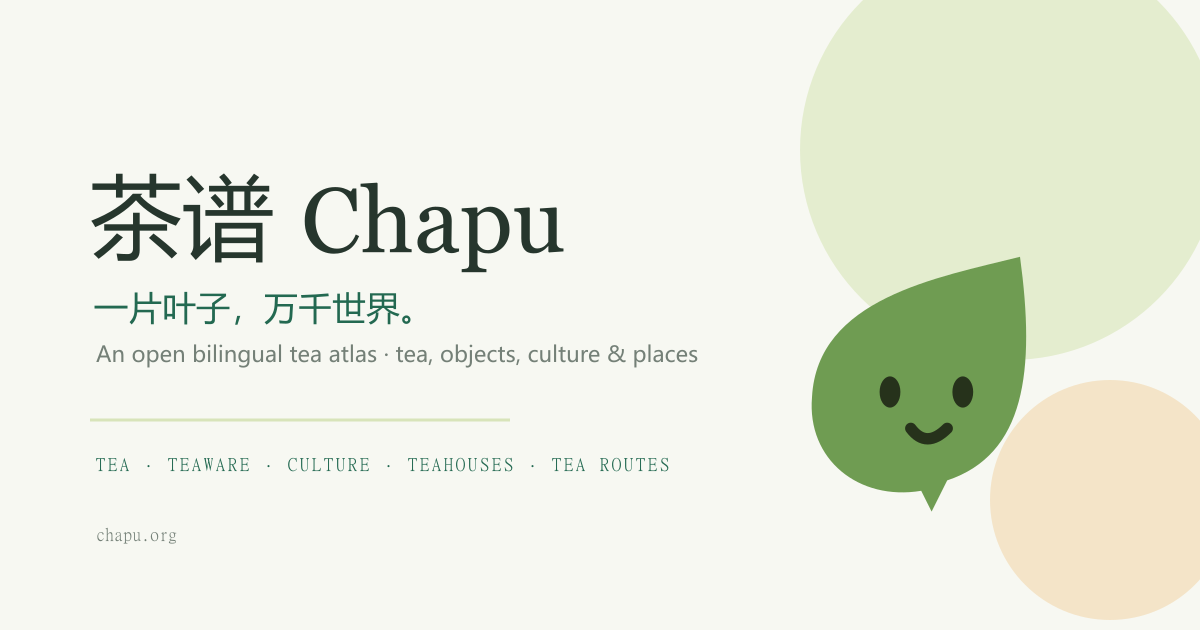 茶谱 Chapu
一片叶子，万千世界。
An open bilingual tea atlas · tea, objects, culture & places
TEA · TEAWARE · CULTURE · TEAHOUSES · TEA ROUTES
chapu.org